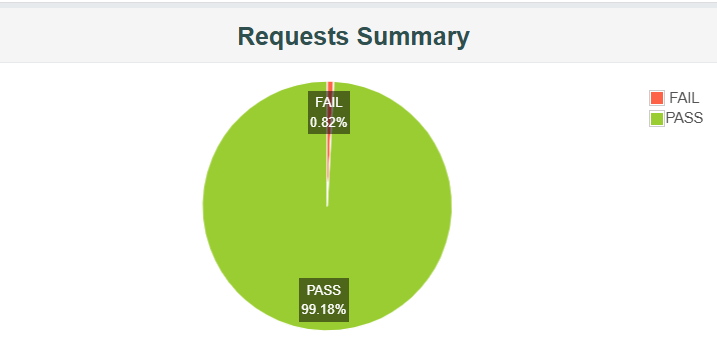 Requests Summary
FAIL
0.82%
FAIL
PASS
PASS
99.18%